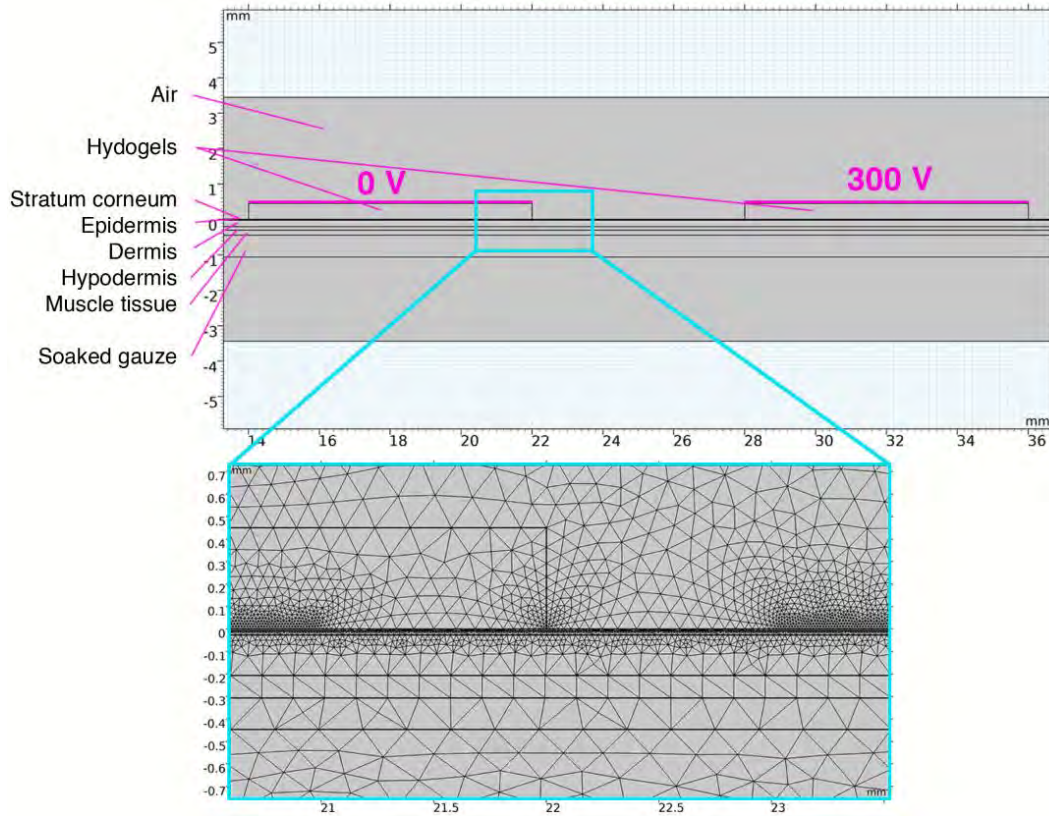 mm
5
4
3
2
1
0
-1
-2
-3
-4
-5
Air
Hydogels
Stratum corneum
Epidermis
Dermis
Hypodermis
Muscle tissue
Soaked gauze
0 V
300 V
mm
14 16 18 20 22 24 26 28 30 32 34 36
mm
0.7
0.6
0.5
0.4
0.3
0.2
0.1
0
-0.1
-0.2
-0.3
-0.4
-0.5
-0.6
-0.7
mm
21 21.5 22 22.5 23